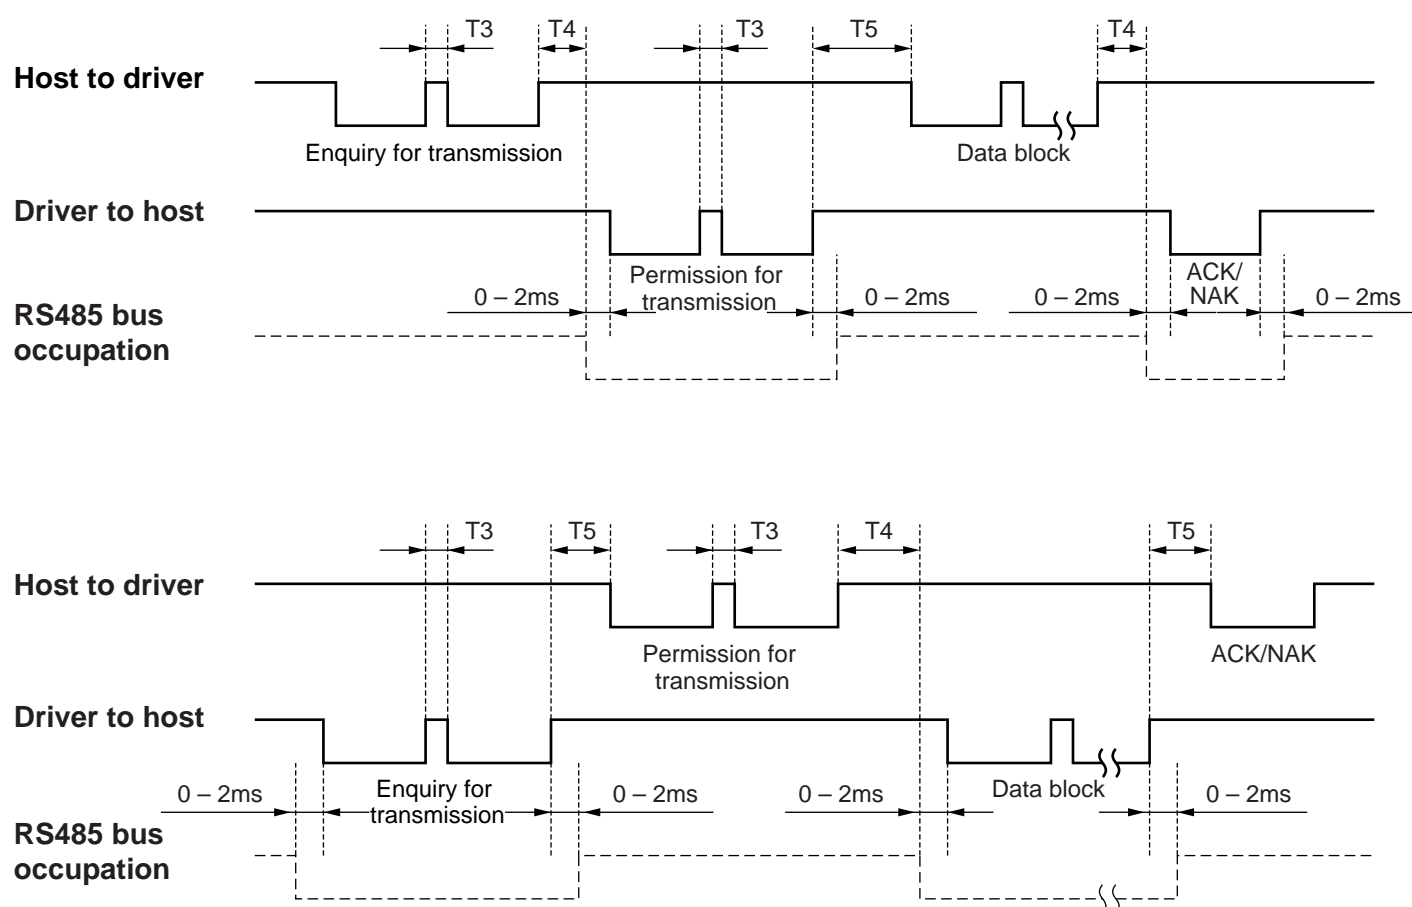 T3 T4 T3 T5 T4
Host to driver
Enquiry for transmission Data block
Driver to host
Permission for
transmission
ACK/
NAK
0 – 2ms 0 – 2ms 0 – 2ms 0 – 2ms
RS485 bus
occupation
T3 T5 T3 T4 T5
Host to driver
Permission for
transmission
ACK/NAK
Driver to host
Enquiry for
transmission
Data block
0 – 2ms 0 – 2ms 0 – 2ms 0 – 2ms
RS485 bus
occupation